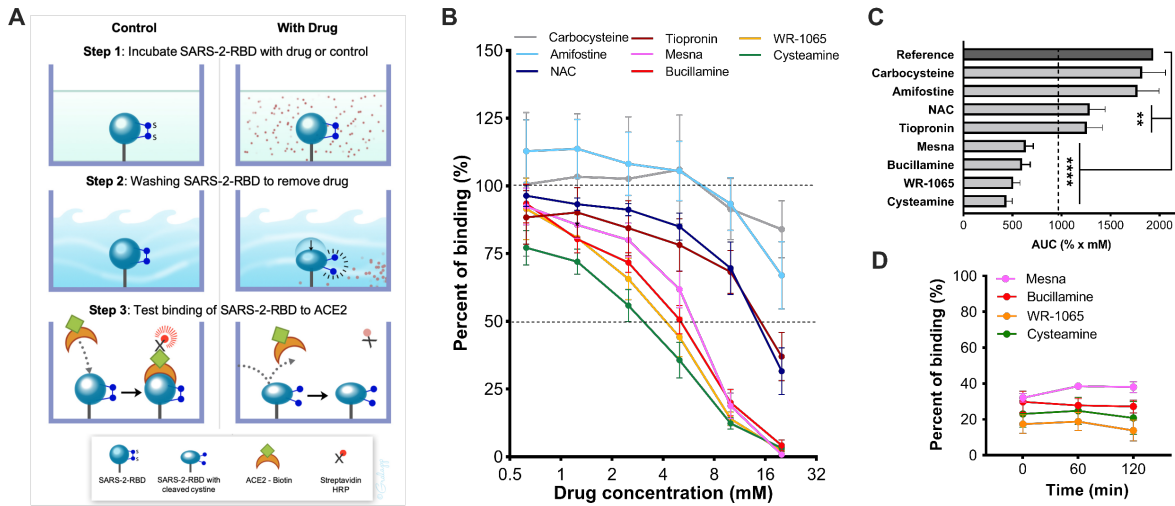 A
Control
With Drug
Step 1: Incubate SARS-2-RBD with drug or control
S
S
Step 2: Washing SARS-2-RBD to remove drug
Step 3: Test binding of SARS-2-RBD to ACE2
S
S
SARS-2-RBD
SARS-2-RBD with
cleaved cystine
ACE2 - Biotin
Streptavidin
HRP
B
Carbocysteine
Amifostine
NAC
Tiopronin
Mesna
Bucillamine
WR-1065
Cysteamine
Percent of binding (%)
150
125
100
75
50
25
0
0.5
1
2
4
8
16
32
Drug concentration (mM)
C
Reference
Carbocysteine
Amifostine
NAC
Tiopronin
Mesna
Bucillamine
WR-1065
Cysteamine
**
****
0
500
1000
1500
2000
AUC (% x mM)
D
Mesna
Bucillamine
WR-1065
Cysteamine
Percent of binding (%)
100
80
60
40
20
0
0
60
120
Time (min)